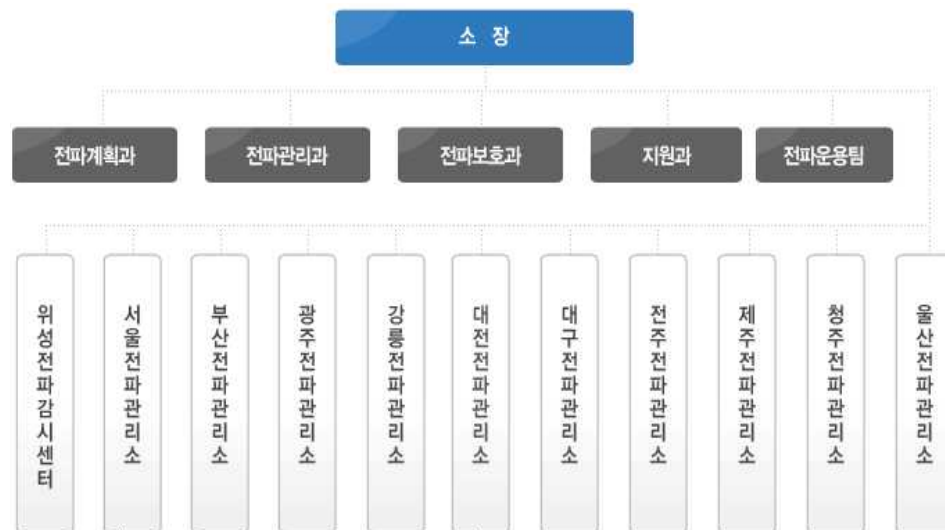 소 장
전파계획과
전파관리과
전파보호과
지원과
전파운용팀
위성전파감시센터
서울전파관리소
부산전파관리소
광주전파관리소
강릉전파관리소
대전전파관리소
대구전파관리소
전주전파관리소
제주전파관리소
청주전파관리소
울산전파관리소